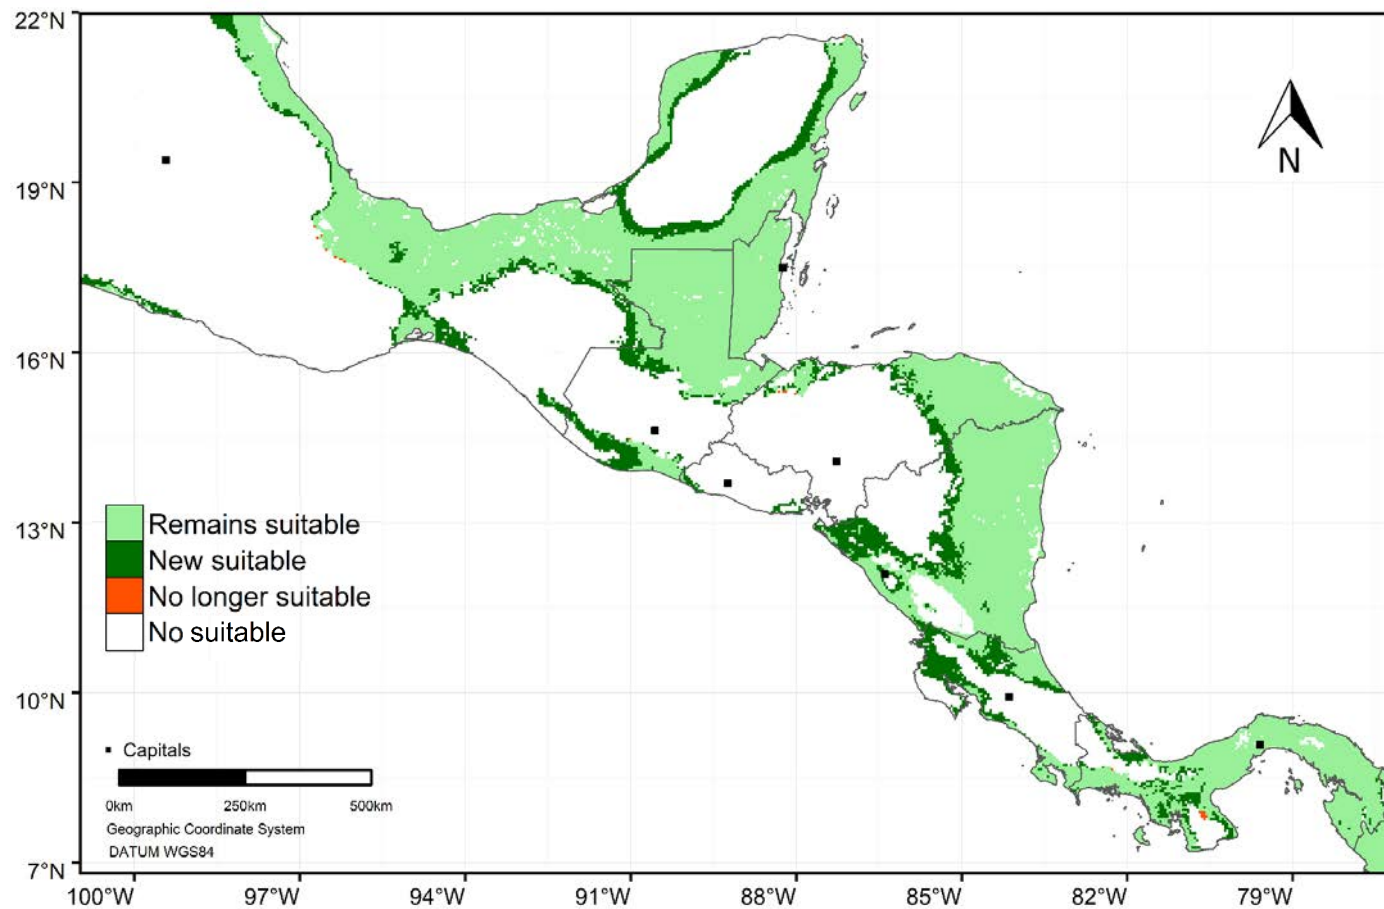 22°N
19°N
16°N
13°N
10°N
7°N
N
Remains suitable
New suitable
No longer suitable
No suitable
Capitals
0km 250km 500km
Geographic Coordinate System
DATUM WGS84
100°W 97°W 94°W 91°W 88°W 85°W 82°W 79°W